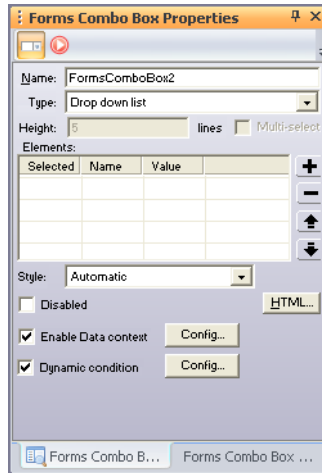 Forms Combo Box Properties
Name: FormsComboBox2
Type: Drop down list
Height: 5 lines Multi-select
Elements:
Selected Name Value
Style: Automatic
Disabled HTML...
Enable Data context Config...
Dynamic condition Config...
Forms Combo B... Forms Combo Box ...